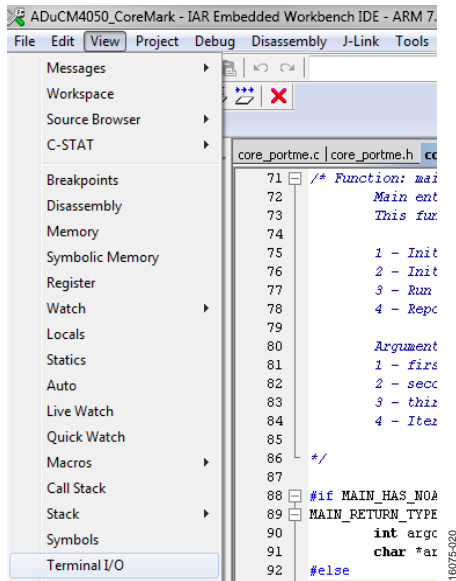 ADuCM4050_CoreMark - IAR Embedded Workbench IDE - ARM 7.
File Edit View Project Debug Disassembly J-Link Tools
Messages
Workspace
Source Browser
C-STAT
Breakpoints
Disassembly
Memory
Symbolic Memory
Register
Watch
Locals
Statics
Auto
Live Watch
Quick Watch
Macros
Call Stack
Stack
Symbols
Terminal I/O
core_portme.c core_portme.h co
71 /* Function: mai
72 Main ent
73 This fun
74
75 1 - Init
76 2 - Init
77 3 - Run
78 4 - Repo
79
80 Argument
81 1 - firs
82 2 - seco
83 3 - thir
84 4 - Iter
85
86 */
87
88 #if MAIN_HAS_NOA
89 MAIN_RETURN_TYPE
90 int argc
91 char *ar
92 #else
16075-020